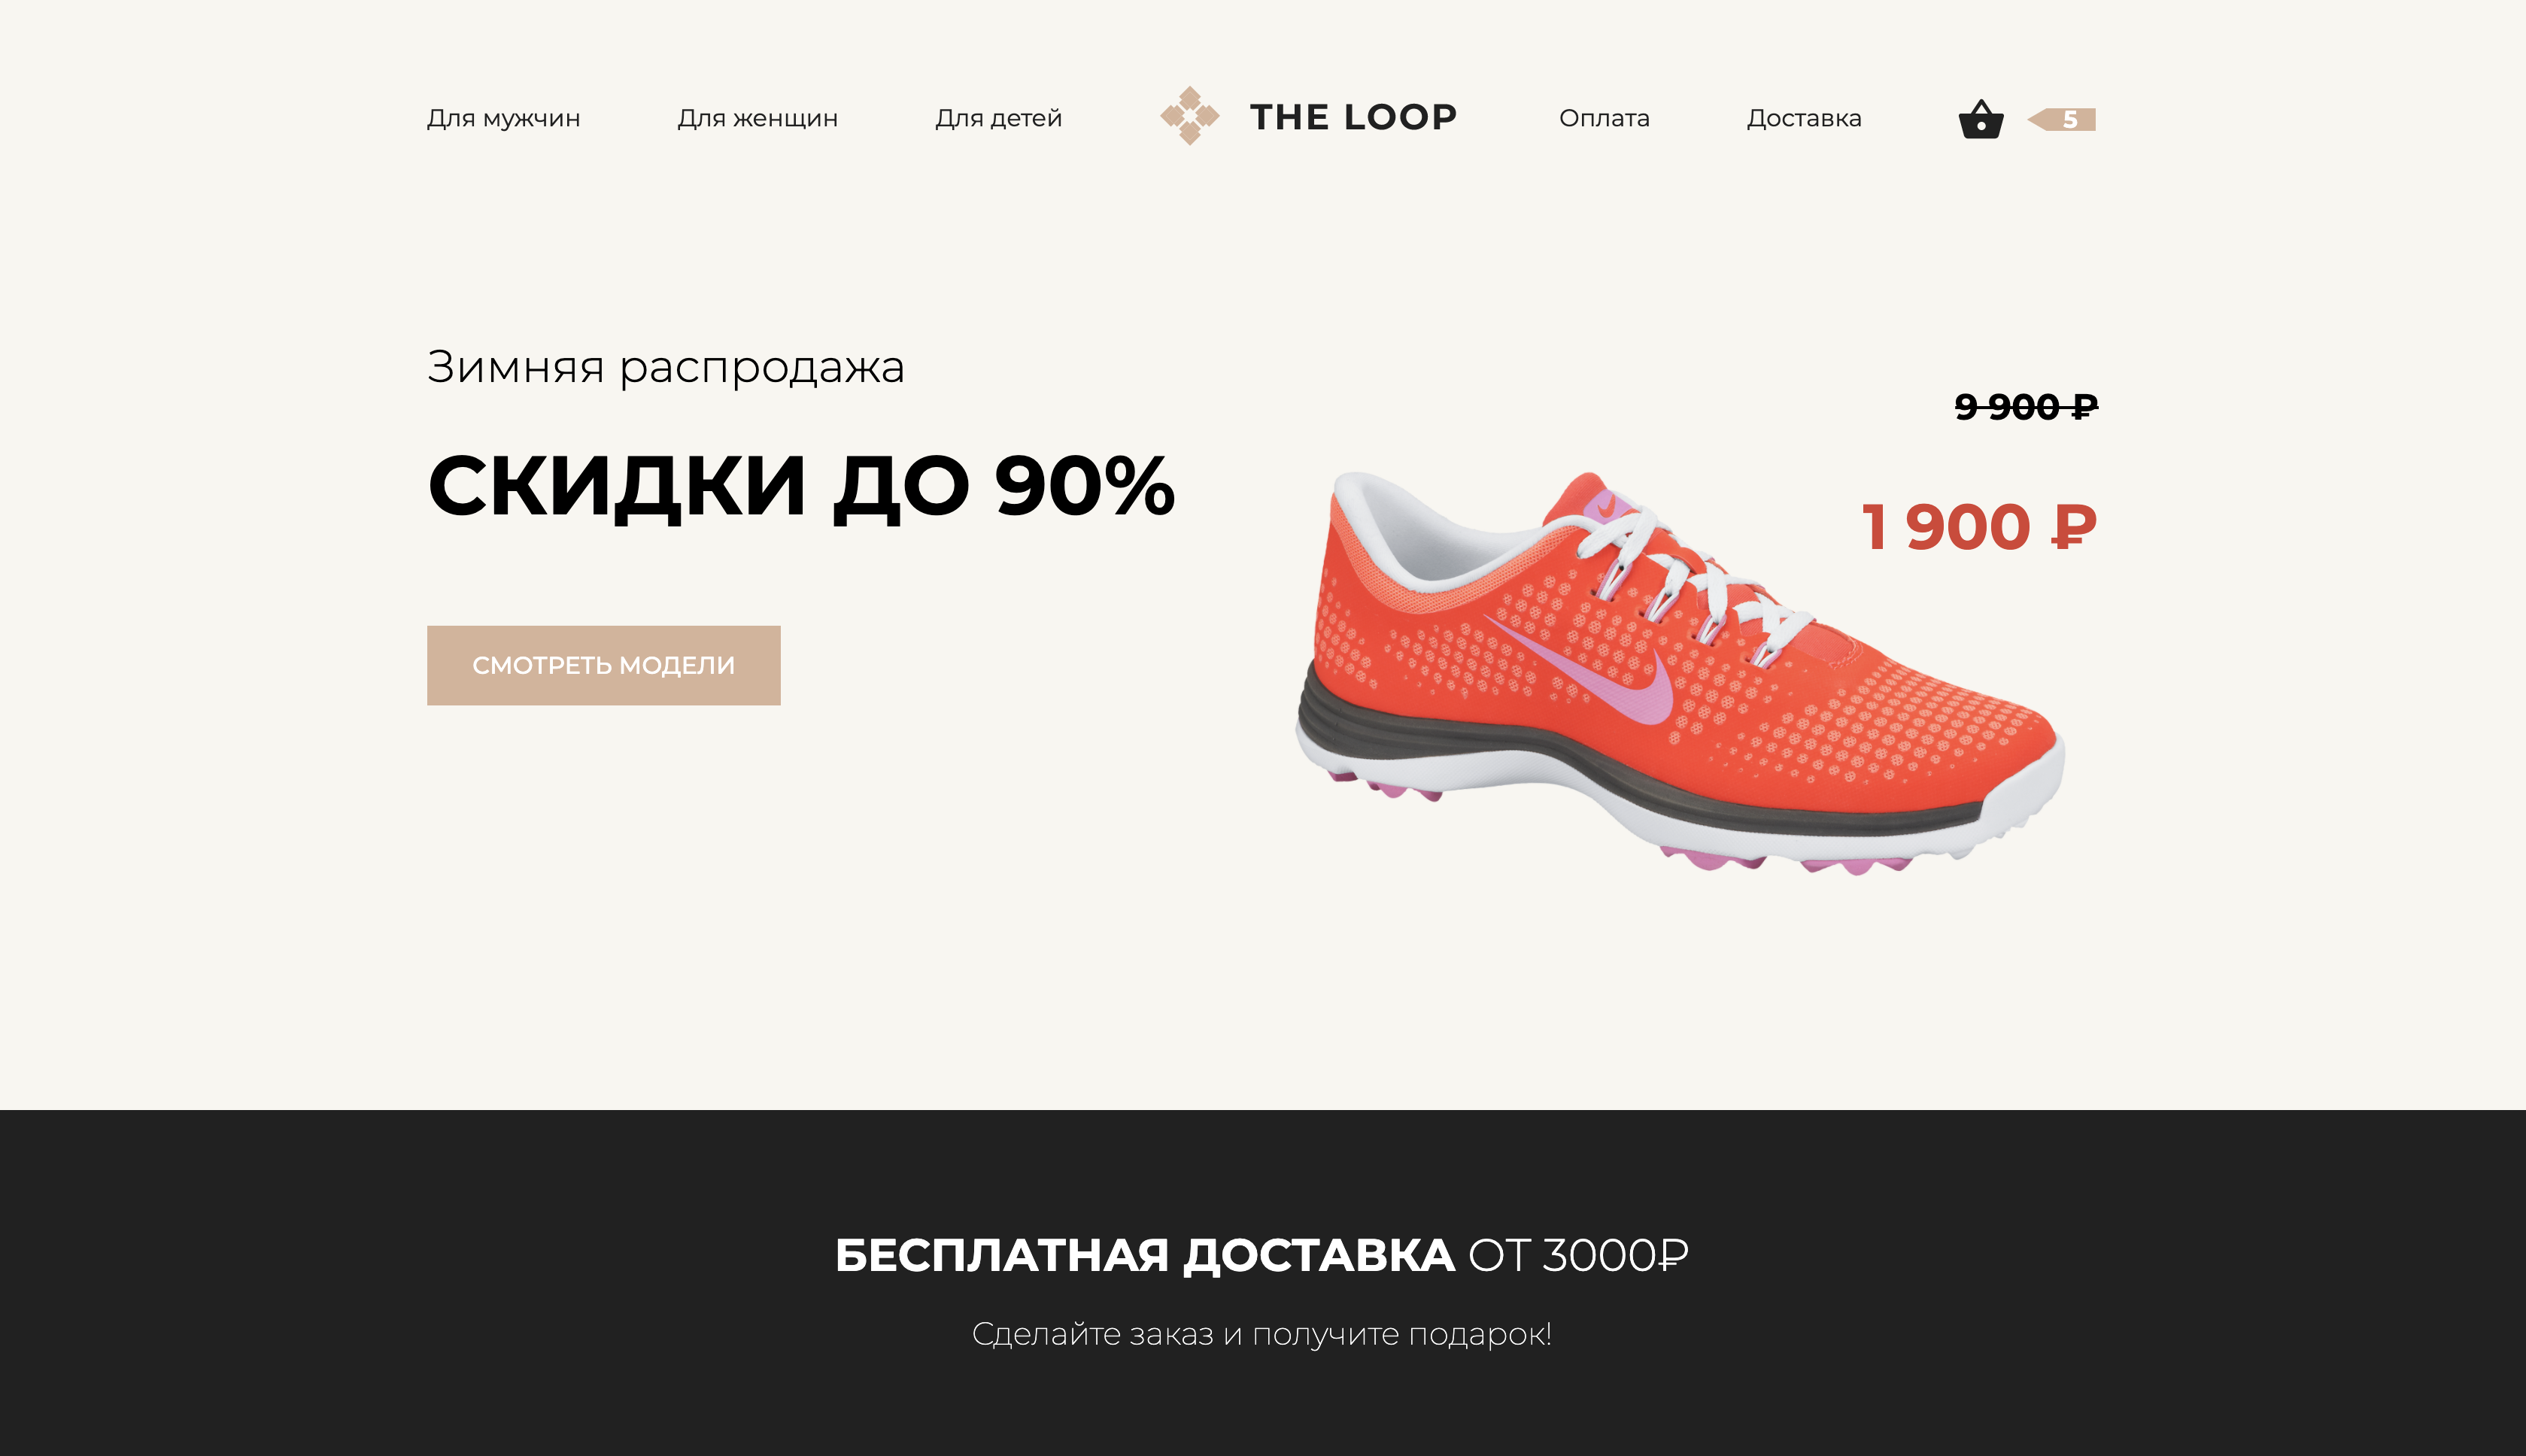 Для мужчин Для женщин Для детей THE LOOP Оплата Доставка 5
Зимняя распродажа
СКИДКИ ДО 90%
СМОТРЕТЬ МОДЕЛИ
9 900 ₽
1 900 ₽
БЕСПЛАТНАЯ ДОСТАВКА ОТ 3000₽
Сделайте заказ и получите подарок!